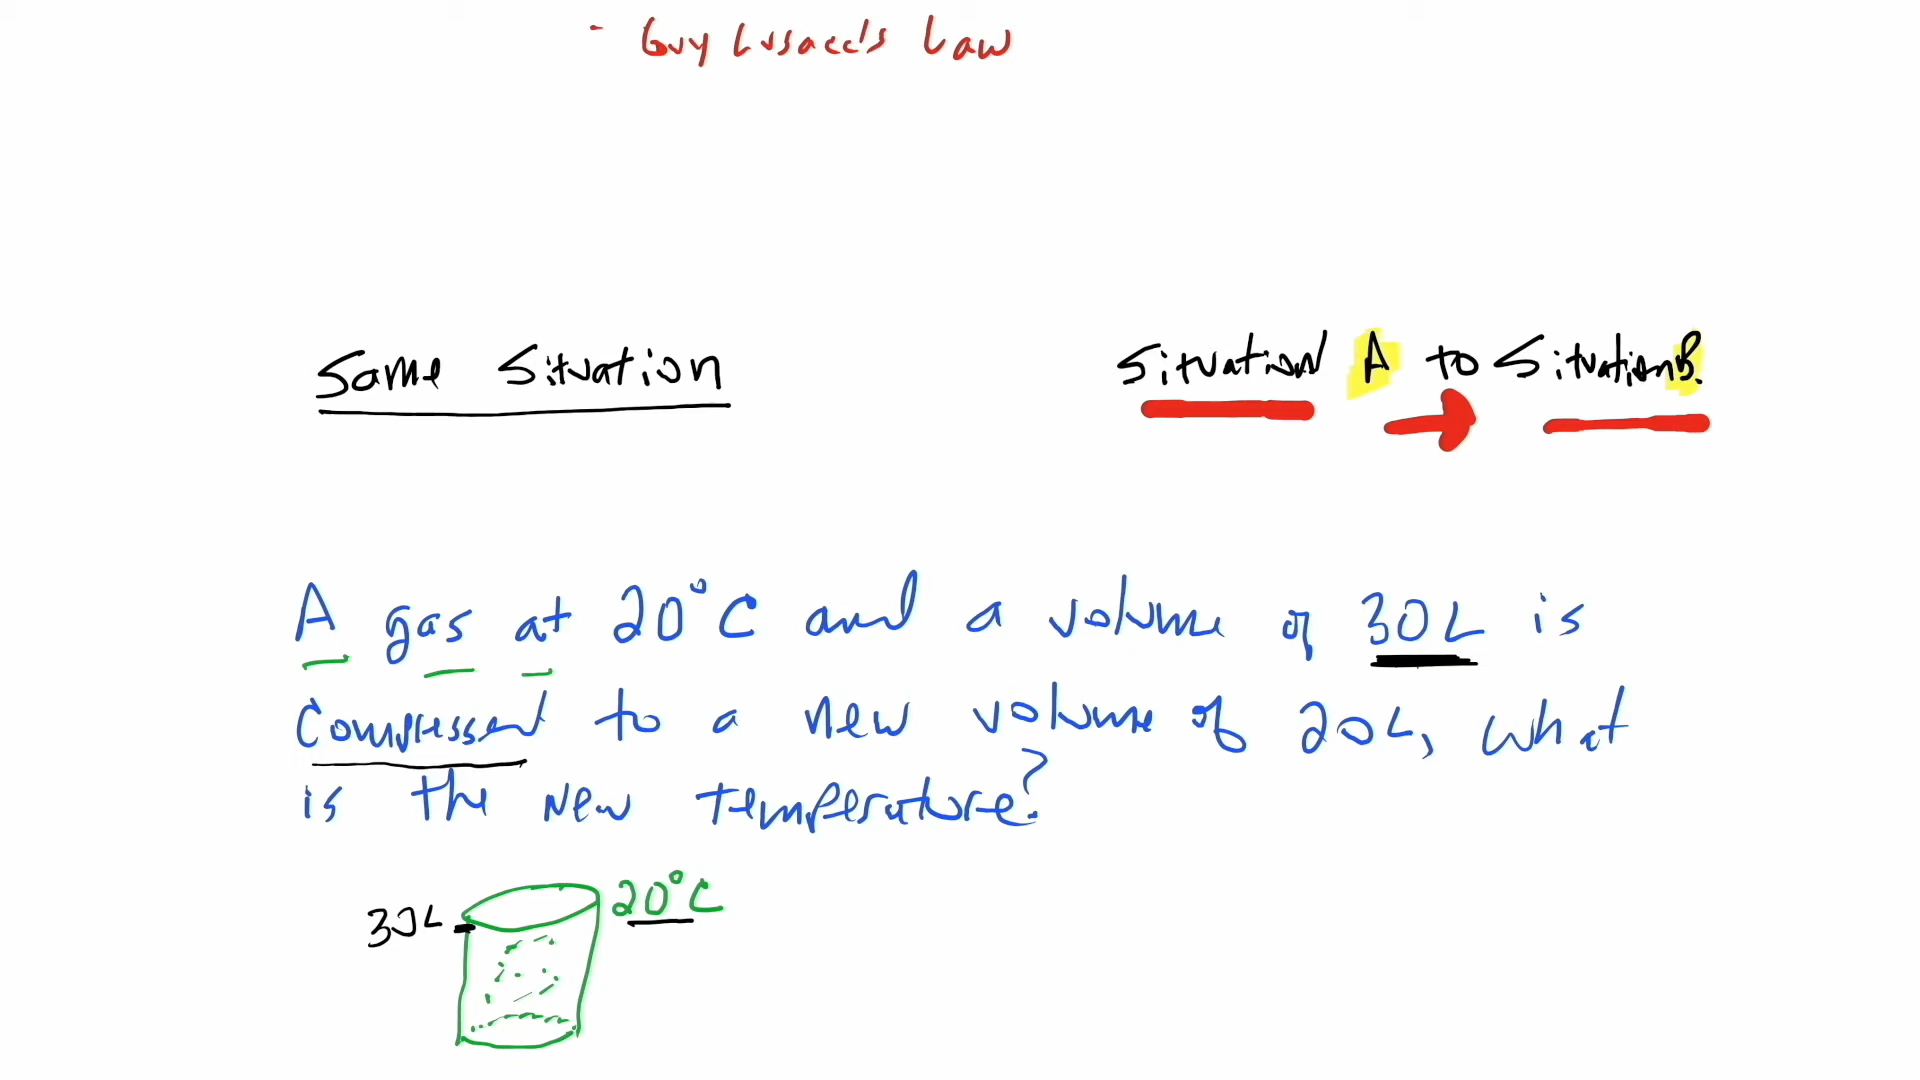 - Guy Lusacc's Law
Same Situation
Situation A to Situation B.
A gas at 20°C and a volume of 30L is
Compressed to a new volume of 20L, what
is the new temperature?
30L
20°C